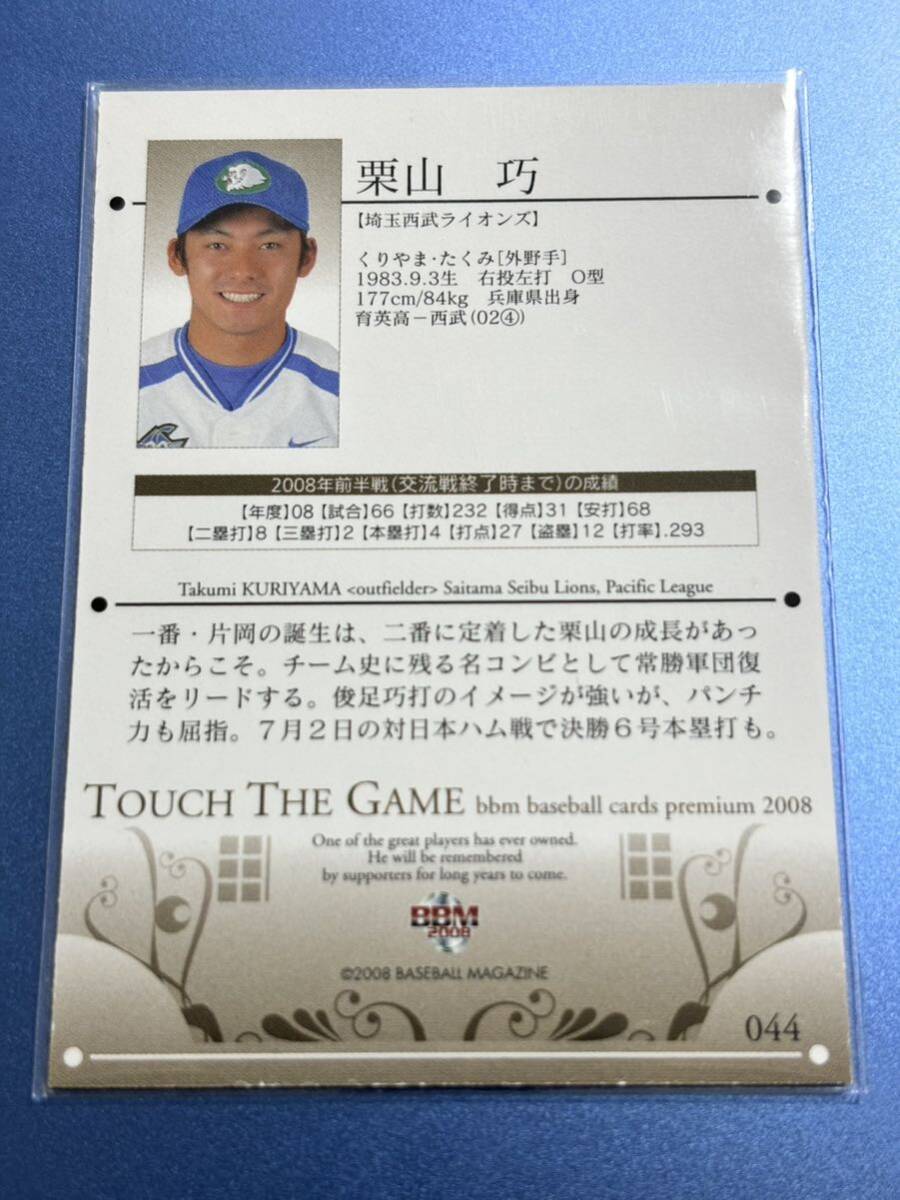 栗山　巧
【埼玉西武ライオンズ】
くりやま・たくみ[外野手]
1983.9.3生　右投左打　O型
177cm/84kg　兵庫県出身
育英高－西武(02④)
2008年前半戦(交流戦終了時まで)の成績
【年度】08【試合】66【打数】232【得点】31【安打】68
【二塁打】8【三塁打】2【本塁打】4【打点】27【盗塁】12【打率】.293
Takumi KURIYAMA <outfielder> Saitama Seibu Lions, Pacific League
一番・片岡の誕生は、二番に定着した栗山の成長があっ
たからこそ。チーム史に残る名コンビとして常勝軍団復
活をリードする。俊足巧打のイメージが強いが、パンチ
力も屈指。７月２日の対日本ハム戦で決勝６号本塁打も。
TOUCH THE GAME bbm baseball cards premium 2008
One of the great players has ever owned.
He will be remembered
by supporters for long years to come.
BBM
2008
©2008 BASEBALL MAGAZINE
044